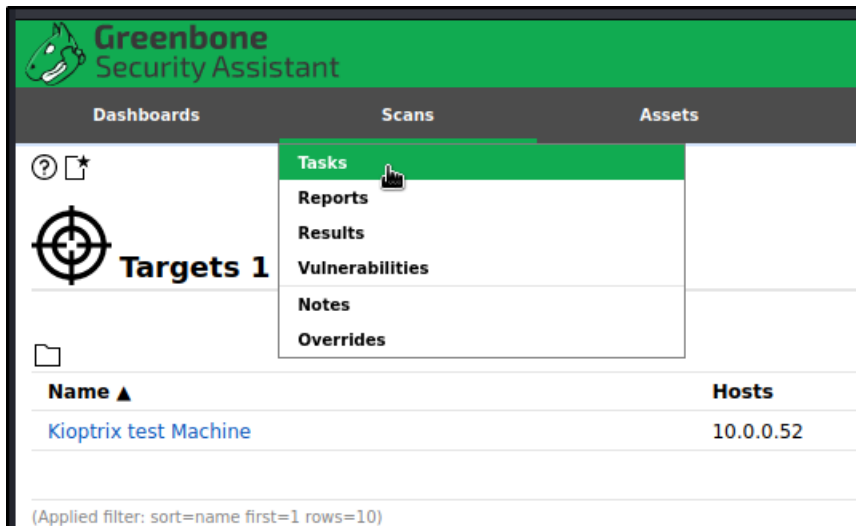 Greenbone
Security Assistant
Dashboards Scans Assets
Tasks
Reports
Results
Vulnerabilities
Notes
Overrides
Targets 1
Name ▲ Hosts
Kioptrix test Machine 10.0.0.52
(Applied filter: sort=name first=1 rows=10)